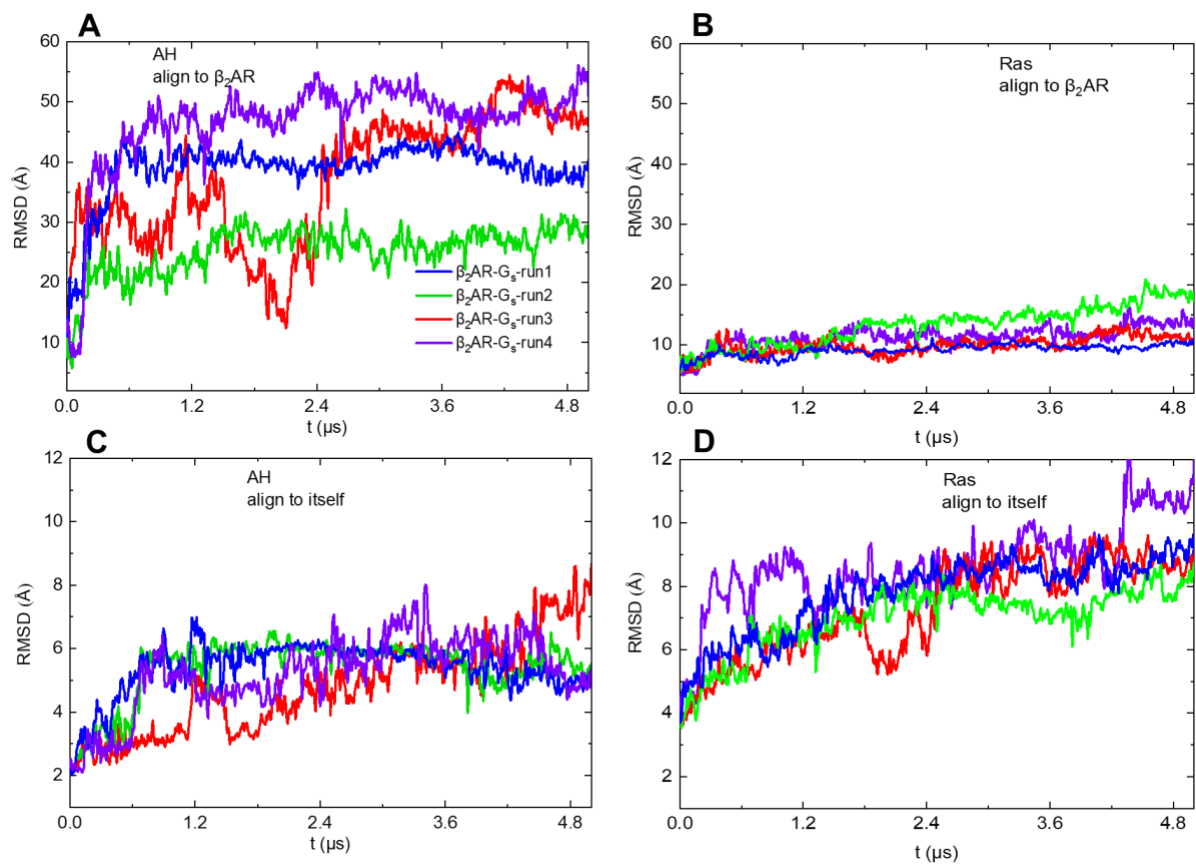 A
AH
align to β₂AR
RMSD (Å)
60
50
40
30
20
10
β₂AR-Gₛ-run1
β₂AR-Gₛ-run2
β₂AR-Gₛ-run3
β₂AR-Gₛ-run4
0.0 1.2 2.4 3.6 4.8
t (μs)
B
Ras
align to β₂AR
RMSD (Å)
60
50
40
30
20
10
0.0 1.2 2.4 3.6 4.8
t (μs)
C
AH
align to itself
RMSD (Å)
12
10
8
6
4
2
0.0 1.2 2.4 3.6 4.8
t (μs)
D
Ras
align to itself
RMSD (Å)
12
10
8
6
4
2
0.0 1.2 2.4 3.6 4.8
t (μs)